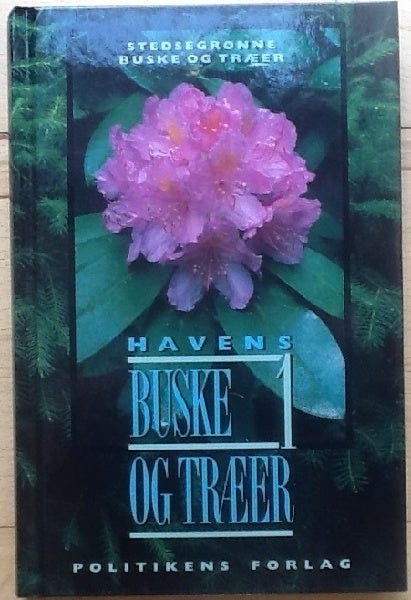 STEDSEGRØNNE
BUSKE OG TRÆER
HAVENS
BUSKE 1
OG TRÆER
POLITIKENS FORLAG